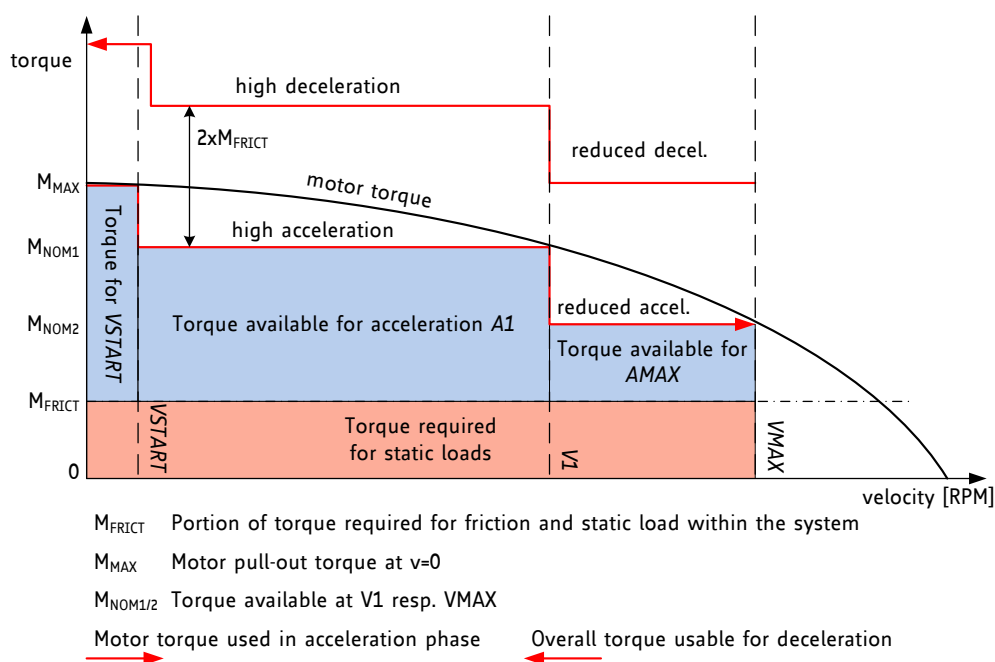 torque
high deceleration
2xMFRICT
reduced decel.
MMAX
motor torque
Torque for
VSTART
high acceleration
MNOM1
Torque available for acceleration A1
reduced accel.
MNOM2
Torque available for
AMAX
MFRICT
VSTART
Torque required
for static loads
V1
VMAX
0
velocity [RPM]
MFRICT Portion of torque required for friction and static load within the system
MMAX Motor pull-out torque at v=0
MNOM1/2 Torque available at V1 resp. VMAX
Motor torque used in acceleration phase
Overall torque usable for deceleration